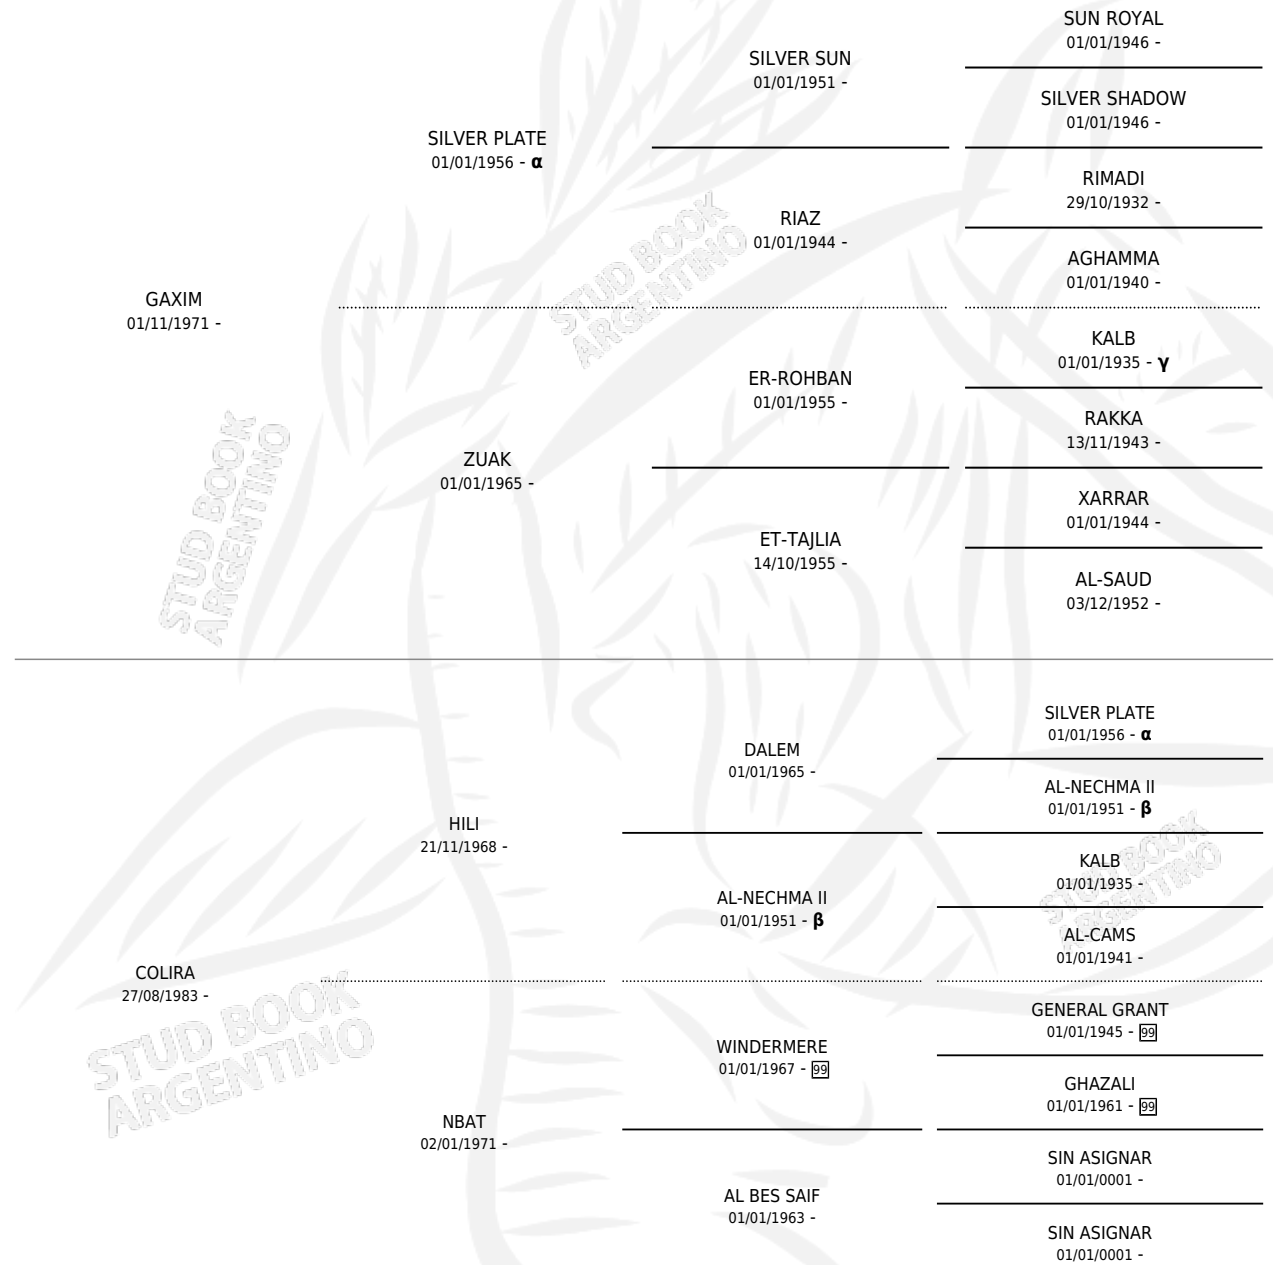 SUN ROYAL
01/01/1946 -
SILVER SUN
01/01/1951 -
SILVER SHADOW
01/01/1946 -
SILVER PLATE
01/01/1956 - α
RIMADI
29/10/1932 -
RIAZ
01/01/1944 -
AGHAMMA
01/01/1940 -
GAXIM
01/11/1971 -
KALB
01/01/1935 - γ
ER-ROHBAN
01/01/1955 -
RAKKA
13/11/1943 -
ZUAK
01/01/1965 -
XARRAR
01/01/1944 -
ET-TAJLIA
14/10/1955 -
AL-SAUD
03/12/1952 -
STUD BOOK
ARGENTINO
STUD BOOK
ARGENTINO
SILVER PLATE
01/01/1956 - α
DALEM
01/01/1965 -
AL-NECHMA II
01/01/1951 - β
HILI
21/11/1968 -
KALB
01/01/1935 -
AL-NECHMA II
01/01/1951 - β
AL-CAMS
01/01/1941 -
COLIRA
27/08/1983 -
GENERAL GRANT
01/01/1945 - 99
WINDERMERE
01/01/1967 - 99
GHAZALI
01/01/1961 - 99
NBAT
02/01/1971 -
SIN ASIGNAR
01/01/0001 -
AL BES SAIF
01/01/1963 -
SIN ASIGNAR
01/01/0001 -
STUD BOOK
ARGENTINO
STUD BOOK
ARGENTINO